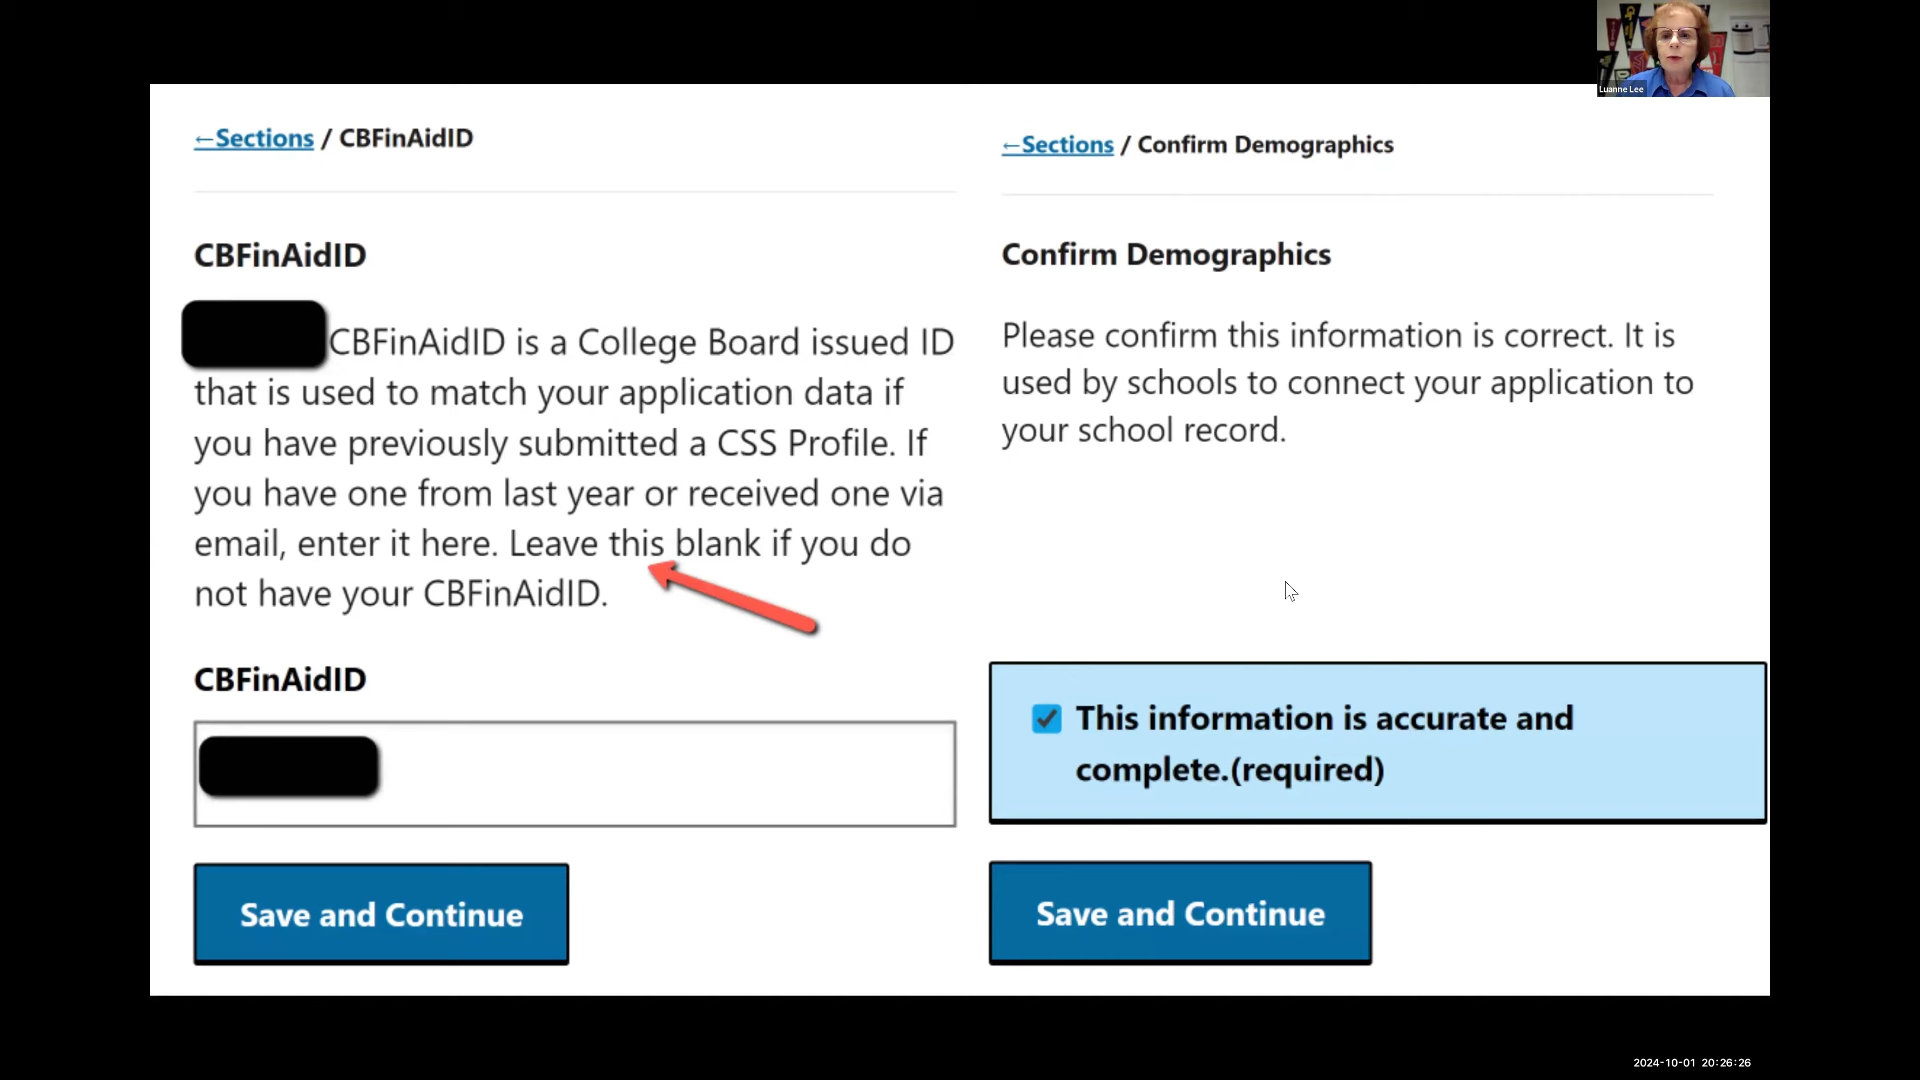 Luanne Lee
←Sections / CBFinAidID
CBFinAidID
CBFinAidID is a College Board issued ID
that is used to match your application data if
you have previously submitted a CSS Profile. If
you have one from last year or received one via
email, enter it here. Leave this blank if you do
not have your CBFinAidID.
CBFinAidID
Save and Continue
←Sections / Confirm Demographics
Confirm Demographics
Please confirm this information is correct. It is
used by schools to connect your application to
your school record.
This information is accurate and
complete.(required)
Save and Continue
2024-10-01 20:26:26